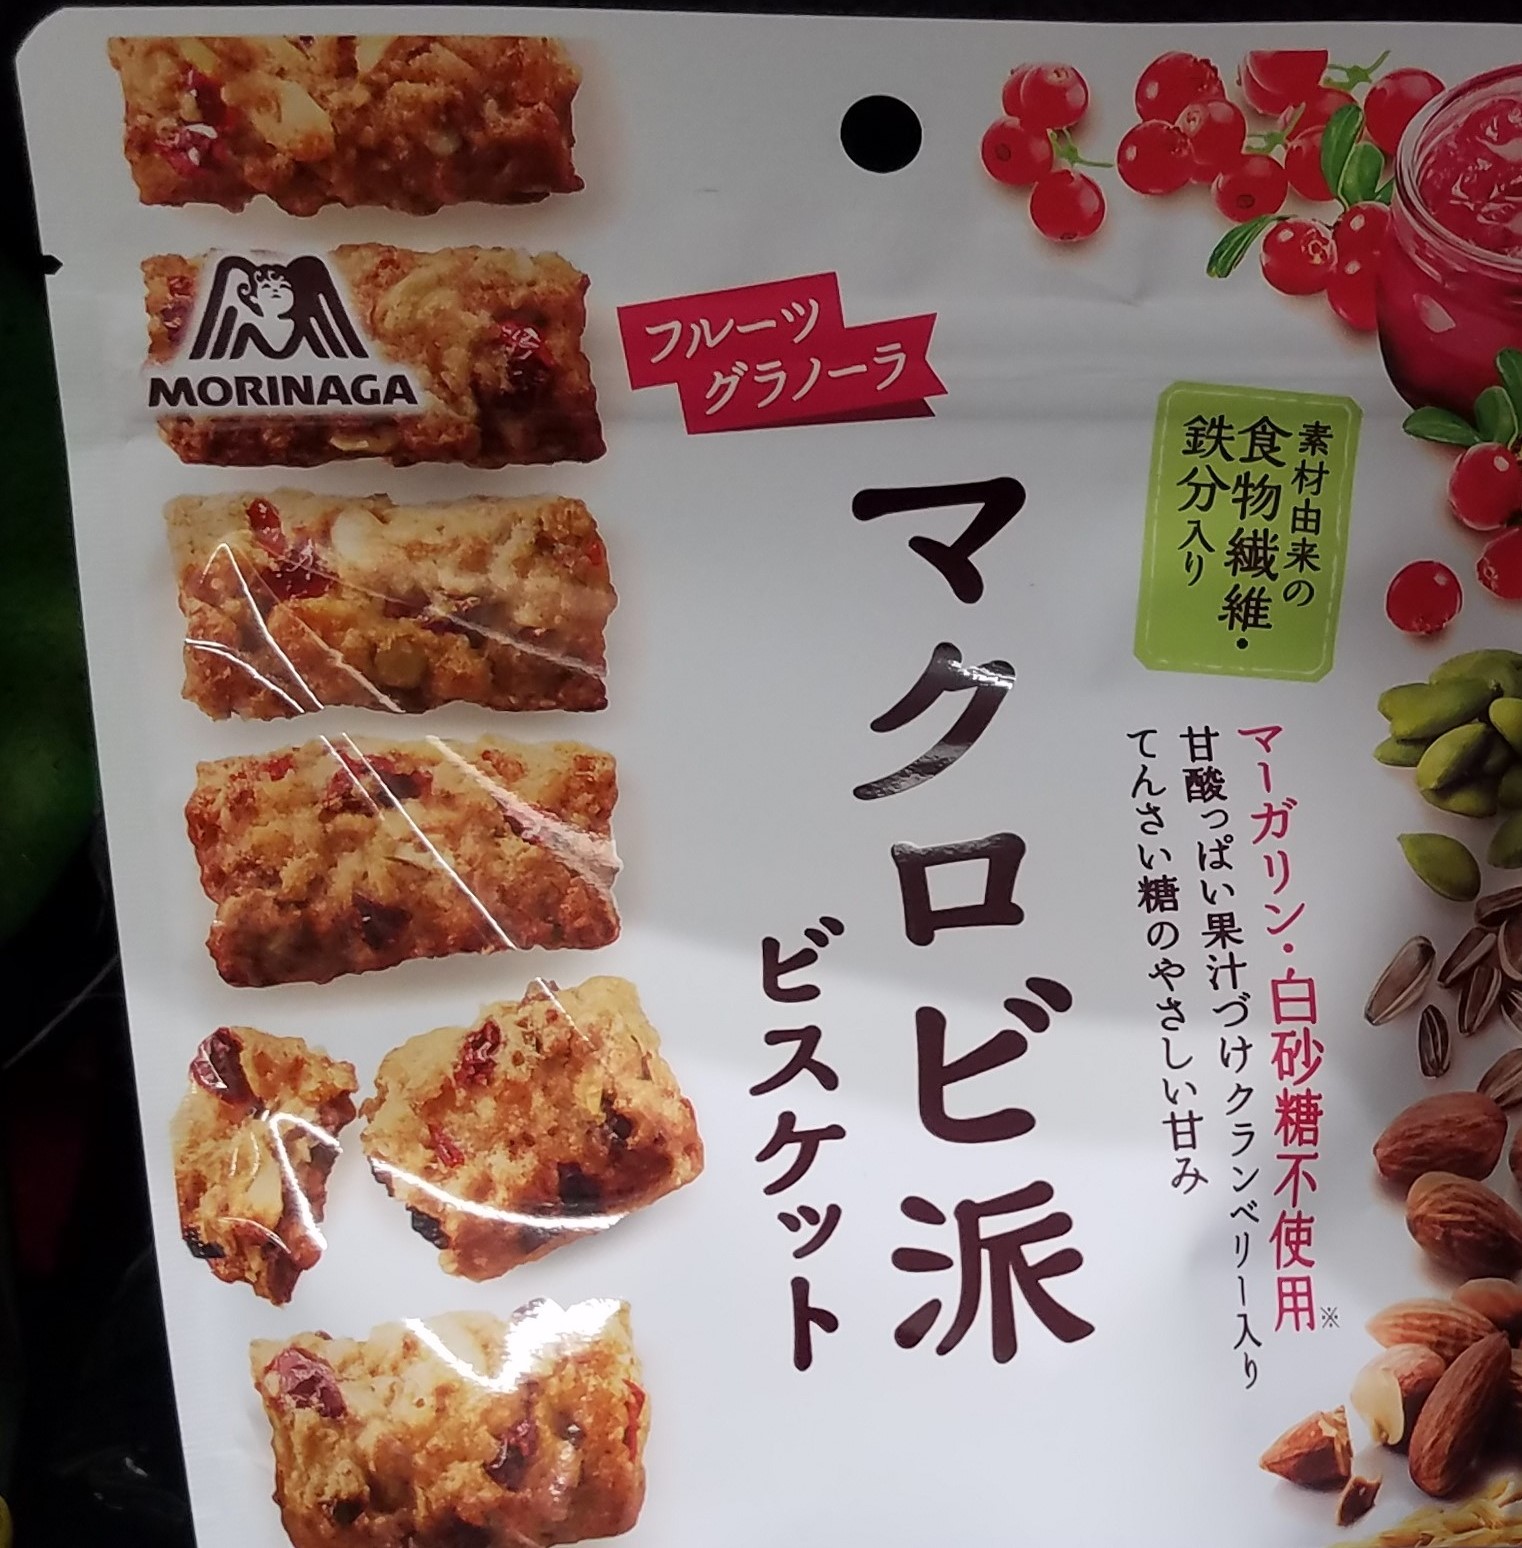 MORINAGA
フルーツ
グラノーラ
マクロビ派
ビスケット
素材由来の
食物繊維・
鉄分入り
マーガリン・白砂糖不使用※
甘酸っぱい果汁づけクランベリー入り
てんさい糖のやさしい甘み